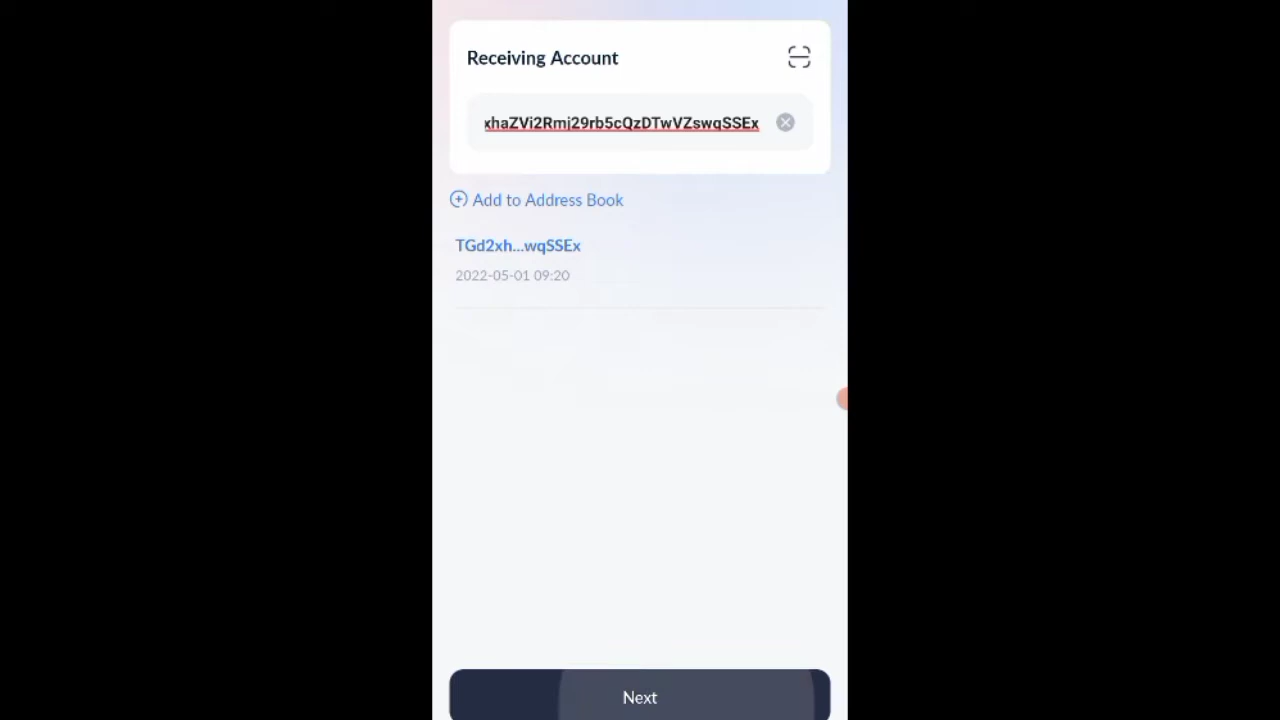 Receiving Account
xhaZVi2Rmj29rb5cQzDTwVZswqSSEx
Add to Address Book
TGd2xh...wqSSEx
2022-05-01 09:20
Next